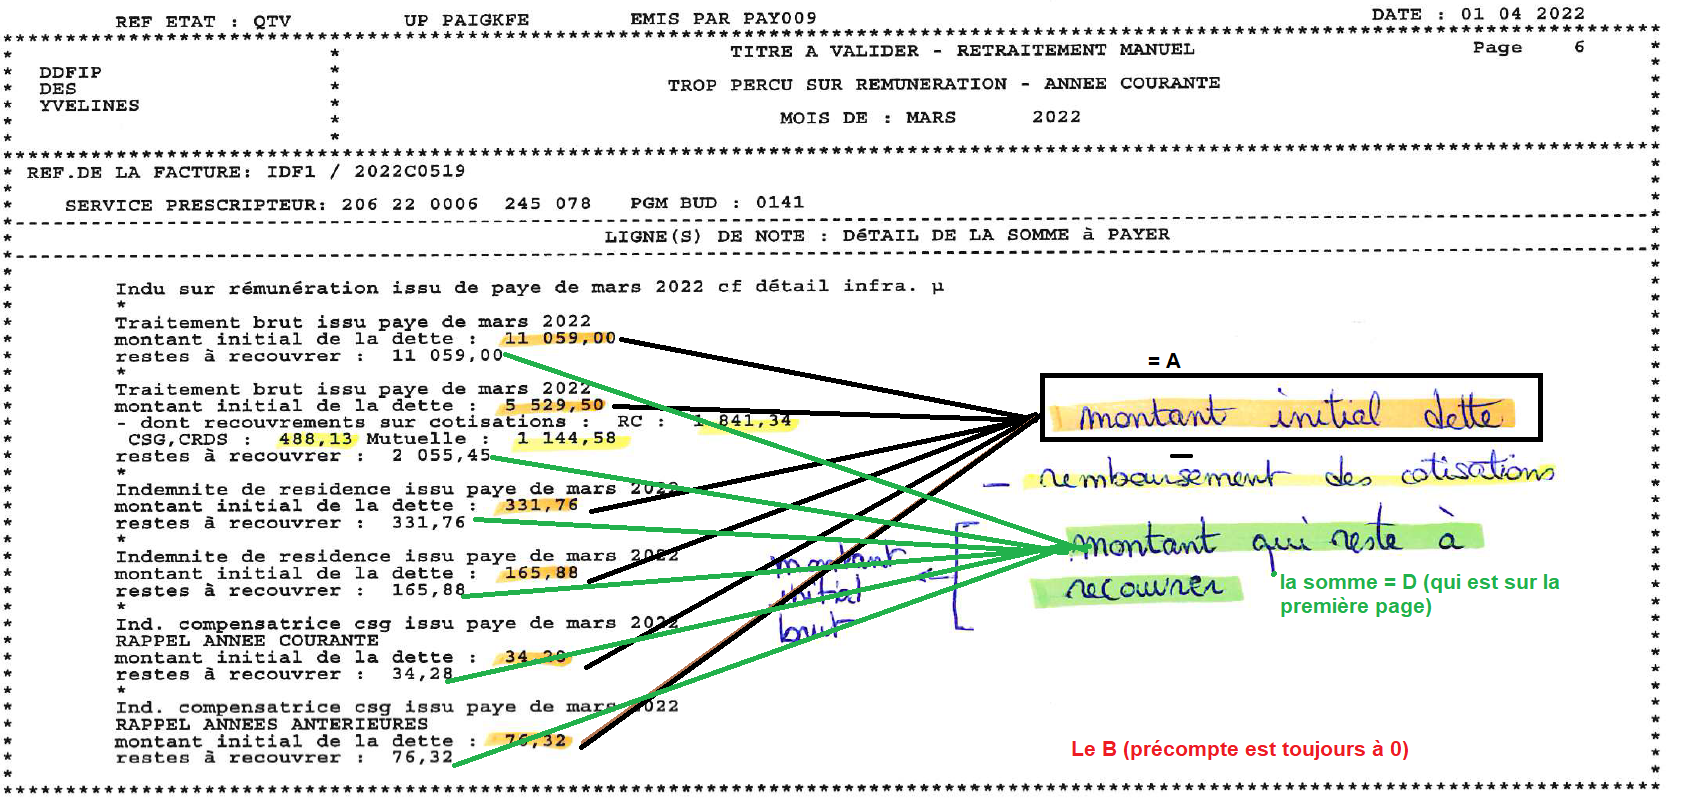 REF ETAT : QTV UP PAIGKFE EMIS PAR PAY009 DATE : 01 04 2022
TITRE A VALIDER - RETRAITEMENT MANUEL Page 6
DDFIP
DES
YVELINES
TROP PERCU SUR REMUNERATION - ANNEE COURANTE
MOIS DE : MARS 2022
REF.DE LA FACTURE: IDF1 / 2022C0519
SERVICE PRESCRIPTEUR: 206 22 0006 245 078 PGM BUD : 0141
LIGNE(S) DE NOTE : DéTAIL DE LA SOMME à PAYER
Indu sur rémunération issu de paye de mars 2022 cf détail infra. µ
*
Traitement brut issu paye de mars 2022
montant initial de la dette : 11 059,00
restes à recouvrer : 11 059,00
*
Traitement brut issu paye de mars 2022
montant initial de la dette : 5 529,50
- dont recouvrements sur cotisations : RC : 1 841,34
CSG,CRDS : 488,13 Mutuelle : 1 144,58
restes à recouvrer : 2 055,45
*
Indemnite de residence issu paye de mars 2022
montant initial de la dette : 331,76
restes à recouvrer : 331,76
*
Indemnite de residence issu paye de mars 2022
montant initial de la dette : 165,88
restes à recouvrer : 165,88
*
Ind. compensatrice csg issu paye de mars 2022
RAPPEL ANNEE COURANTE
montant initial de la dette : 34,28
restes à recouvrer : 34,28
*
Ind. compensatrice csg issu paye de mars 2022
RAPPEL ANNEES ANTERIEURES
montant initial de la dette : 76,32
restes à recouvrer : 76,32
= A
montant initial dette
- remboursement des cotisations
montant qui reste à
recouvrer
montant
initial
brut
la somme = D (qui est sur la
première page)
Le B (précompte est toujours à 0)